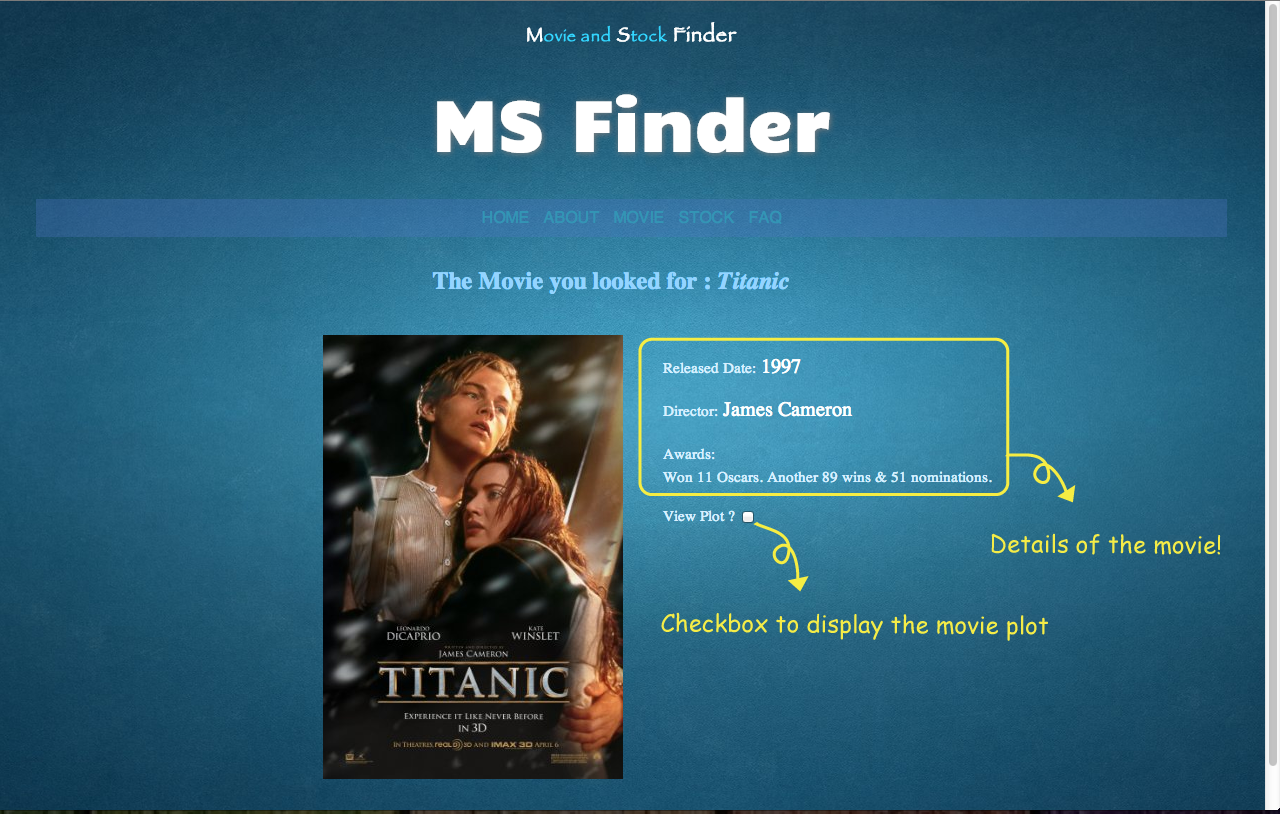 Movie and Stock Finder
MS Finder
HOME ABOUT MOVIE STOCK FAQ
The Movie you looked for : Titanic
Released Date: 1997
Director: James Cameron
Awards:
Won 11 Oscars. Another 89 wins & 51 nominations.
View Plot ?
Details of the movie!
Checkbox to display the movie plot
LEONARDO DICAPRIO
KATE WINSLET
WRITTEN AND DIRECTED BY
JAMES CAMERON
TITANIC
EXPERIENCE IT LIKE NEVER BEFORE
IN 3D
IN THEATRES REALD 3D AND IMAX 3D APRIL 6